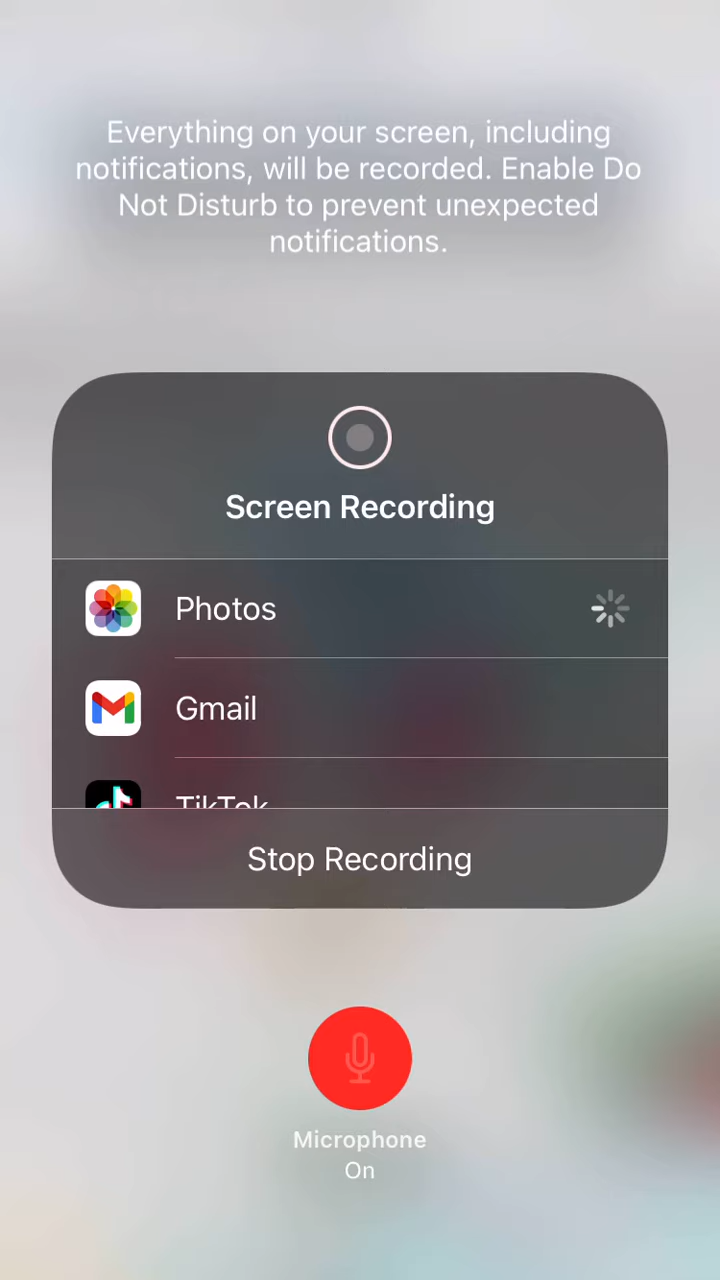 Everything on your screen, including
notifications, will be recorded. Enable Do
Not Disturb to prevent unexpected
notifications.
Screen Recording
Photos
Gmail
TikTok
Stop Recording
Microphone
On